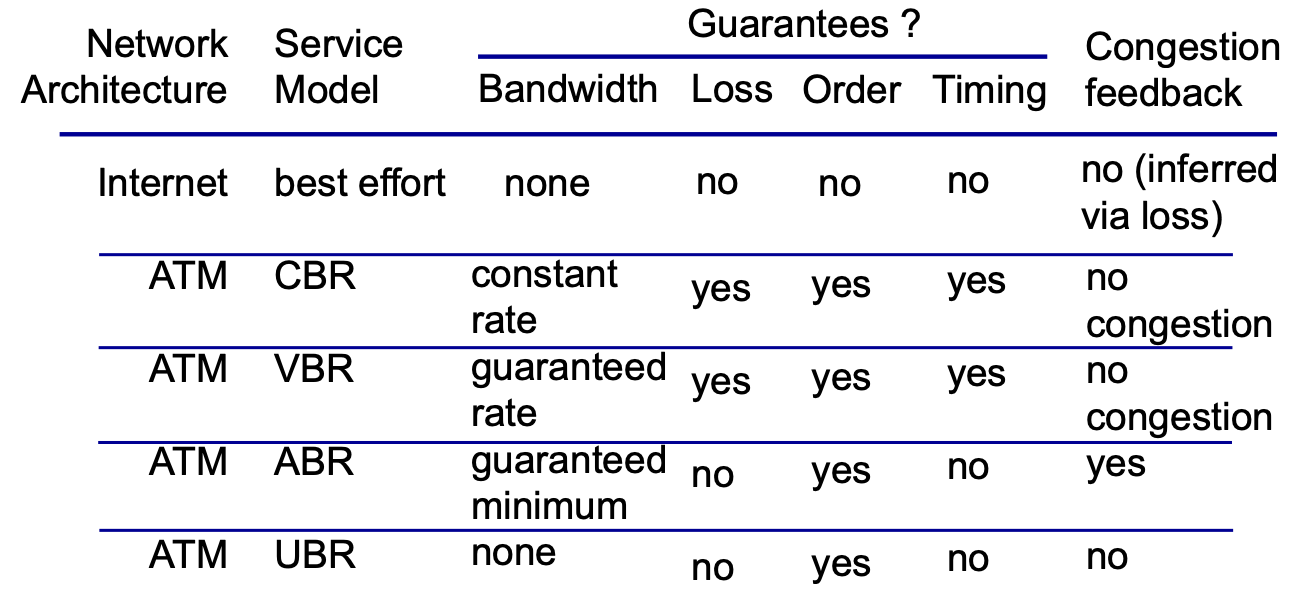 Guarantees ?
Network Architecture Service Model Bandwidth Loss Order Timing Congestion feedback
Internet best effort none no no no no (inferred via loss)
ATM CBR constant rate yes yes yes no congestion
ATM VBR guaranteed rate yes yes yes no congestion
ATM ABR guaranteed minimum no yes no yes
ATM UBR none no yes no no